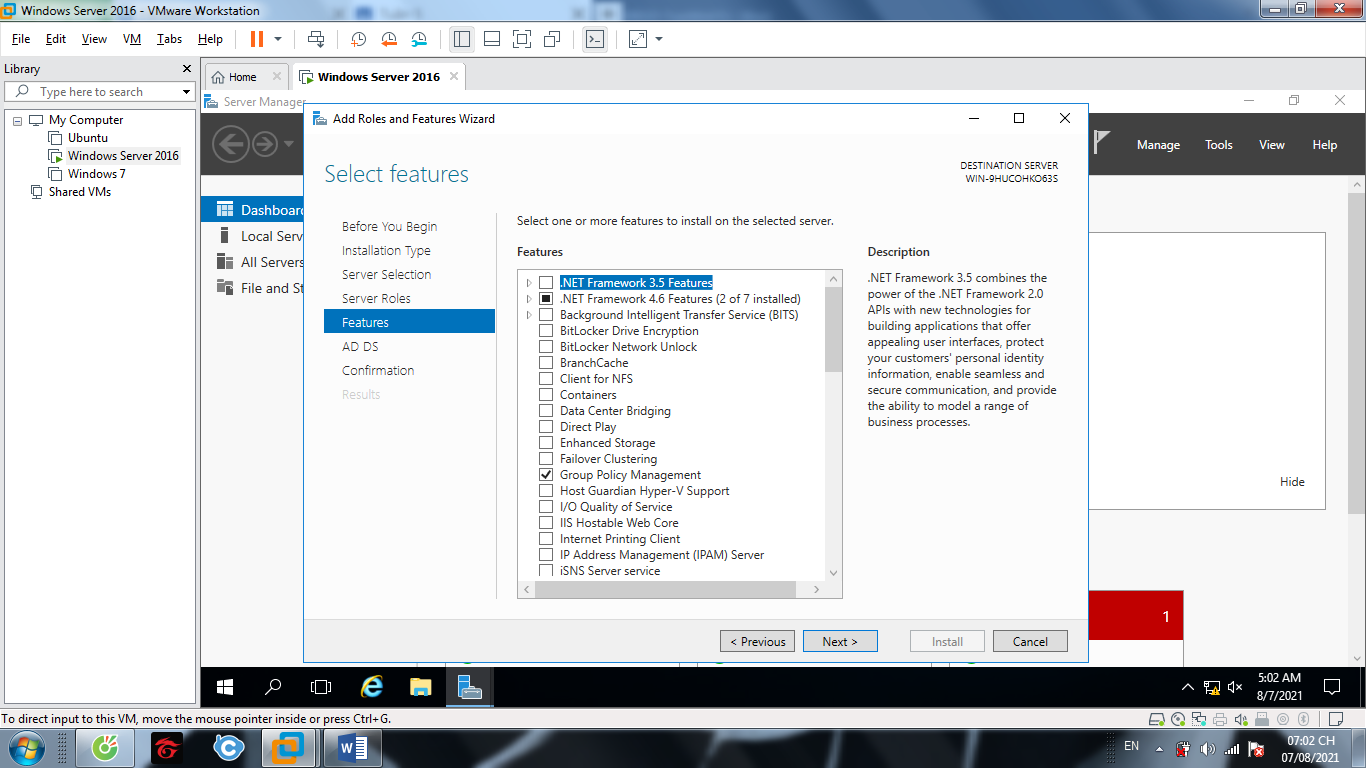 Windows Server 2016 - VMware Workstation
File Edit View VM Tabs Help
Library
Type here to search
My Computer
Ubuntu
Windows Server 2016
Windows 7
Shared VMs
Home
Windows Server 2016
Server Manager
Manage Tools View Help
Dashboard
Local Serv
All Servers
File and St
Add Roles and Features Wizard
Select features
DESTINATION SERVER
WIN-9HUCOHKO63S
Before You Begin
Installation Type
Server Selection
Server Roles
Features
AD DS
Confirmation
Results
Select one or more features to install on the selected server.
Features
.NET Framework 3.5 Features
.NET Framework 4.6 Features (2 of 7 installed)
Background Intelligent Transfer Service (BITS)
BitLocker Drive Encryption
BitLocker Network Unlock
BranchCache
Client for NFS
Containers
Data Center Bridging
Direct Play
Enhanced Storage
Failover Clustering
Group Policy Management
Host Guardian Hyper-V Support
I/O Quality of Service
IIS Hostable Web Core
Internet Printing Client
IP Address Management (IPAM) Server
iSNS Server service
Description
.NET Framework 3.5 combines the
power of the .NET Framework 2.0
APIs with new technologies for
building applications that offer
appealing user interfaces, protect
your customers' personal identity
information, enable seamless and
secure communication, and provide
the ability to model a range of
business processes.
Hide
1
< Previous
Next >
Install
Cancel
5:02 AM
8/7/2021
To direct input to this VM, move the mouse pointer inside or press Ctrl+G.
EN
07:02 CH
07/08/2021